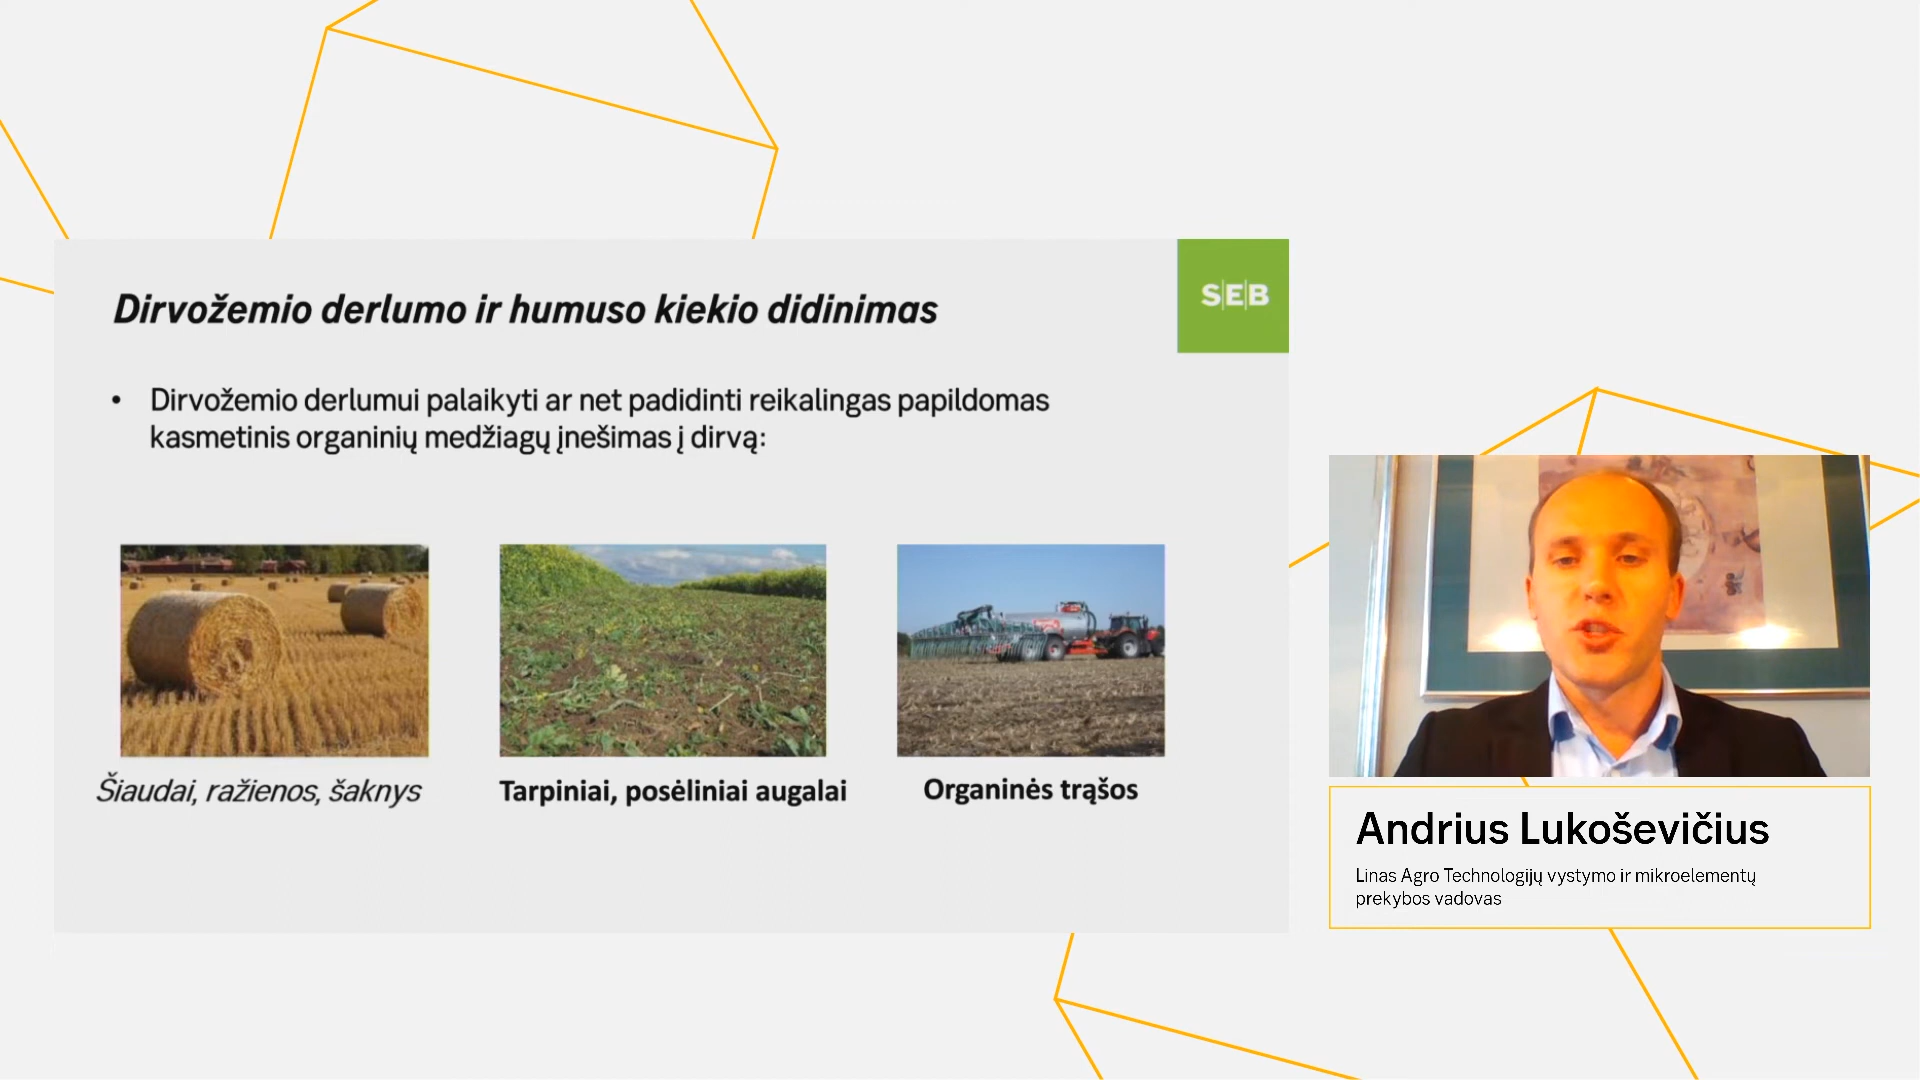 Dirvožemio derlumo ir humuso kiekio didinimas
SEB
• Dirvožemio derlumui palaikyti ar net padidinti reikalingas papildomas
kasmetinis organinių medžiagų įnešimas į dirvą:
Šiaudai, ražienos, šaknys
Tarpiniai, posėliniai augalai
Organinės trąšos
Andrius Lukoševičius
Linas Agro Technologijų vystymo ir mikroelementų
prekybos vadovas